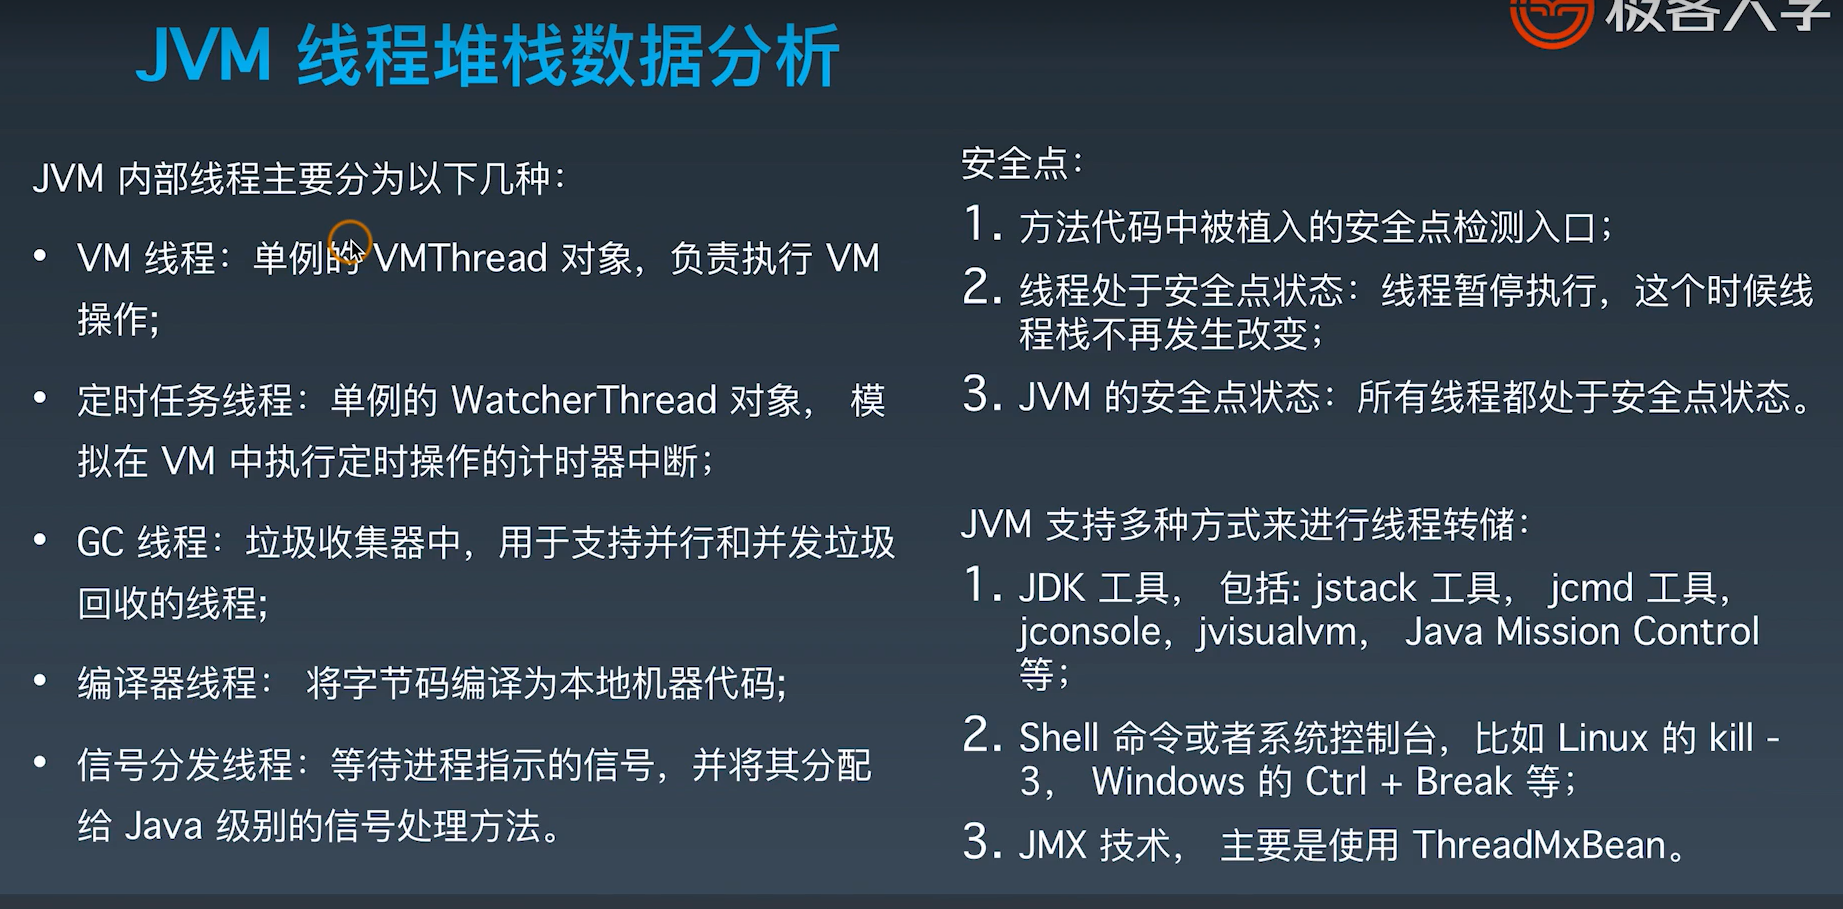 极客大学
JVM 线程堆栈数据分析
JVM 内部线程主要分为以下几种：
• VM 线程：单例的 VMThread 对象，负责执行 VM
操作;
• 定时任务线程：单例的 WatcherThread 对象， 模
拟在 VM 中执行定时操作的计时器中断；
• GC 线程：垃圾收集器中，用于支持并行和并发垃圾
回收的线程;
• 编译器线程： 将字节码编译为本地机器代码;
• 信号分发线程：等待进程指示的信号，并将其分配
给 Java 级别的信号处理方法。
安全点：
1. 方法代码中被植入的安全点检测入口；
2. 线程处于安全点状态：线程暂停执行，这个时候线
程栈不再发生改变；
3. JVM 的安全点状态：所有线程都处于安全点状态。
JVM 支持多种方式来进行线程转储：
1. JDK 工具， 包括: jstack 工具， jcmd 工具，
jconsole，jvisualvm， Java Mission Control
等；
2. Shell 命令或者系统控制台，比如 Linux 的 kill -
3， Windows 的 Ctrl + Break 等；
3. JMX 技术， 主要是使用 ThreadMxBean。